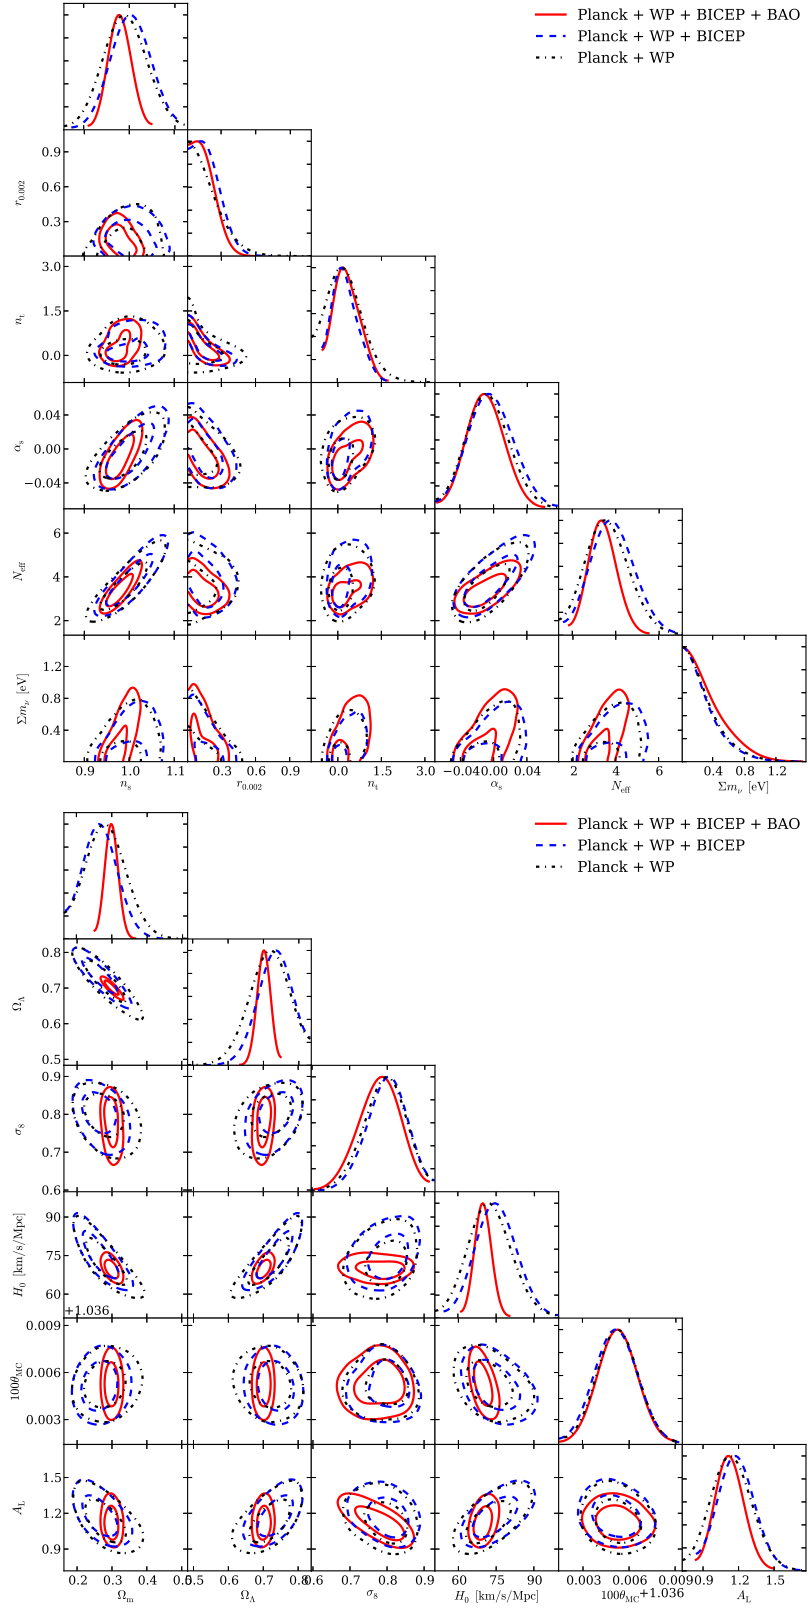 Planck + WP + BICEP + BAO
Planck + WP + BICEP
Planck + WP
0.9
0.6
0.3
r0.002
3.0
1.5
0.0
nt
0.04
0.00
−0.04
αs
6
4
2
Neff
1.2
0.8
0.4
Σmν [eV]
0.9 1.0 1.1
0.3 0.6 0.9
0.0 1.5 3.0
−0.04 0.00 0.04
2 4 6
0.4 0.8 1.2
ns
r0.002
nt
αs
Neff
Σmν [eV]
Planck + WP + BICEP + BAO
Planck + WP + BICEP
Planck + WP
0.8
0.7
0.6
0.5
ΩΛ
0.9
0.8
0.7
0.6
σ8
90
75
60
H0 [km/s/Mpc]
+1.036
0.009
0.006
0.003
100θMC
1.5
1.2
0.9
AL
0.2 0.3 0.4 0.5
0.5 0.6 0.7 0.8
0.6 0.7 0.8 0.9
60 75 90
0.003 0.006 0.009
+1.036
0.9 1.2 1.5
Ωm
ΩΛ
σ8
H0 [km/s/Mpc]
100θMC
AL